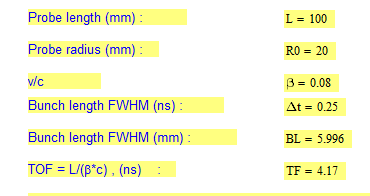 Probe length (mm) : L = 100
Probe radius (mm) : R0 = 20
v/c β = 0.08
Bunch length FWHM (ns) : Δt = 0.25
Bunch length FWHM (mm) : BL = 5.996
TOF = L/(β*c) , (ns) : TF = 4.17